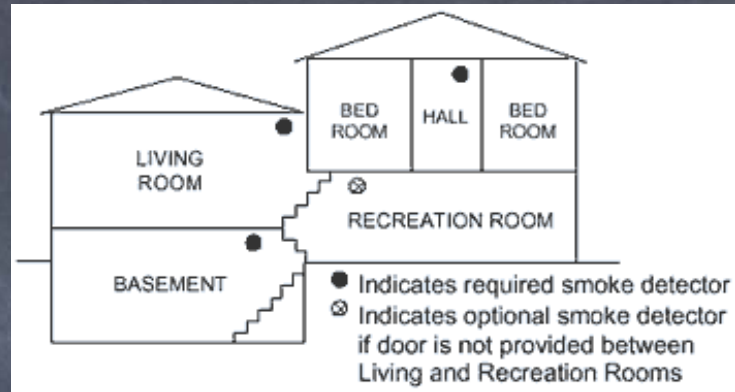 BED
ROOM
HALL
BED
ROOM
LIVING
ROOM
RECREATION ROOM
BASEMENT
Indicates required smoke detector
Indicates optional smoke detector
if door is not provided between
Living and Recreation Rooms